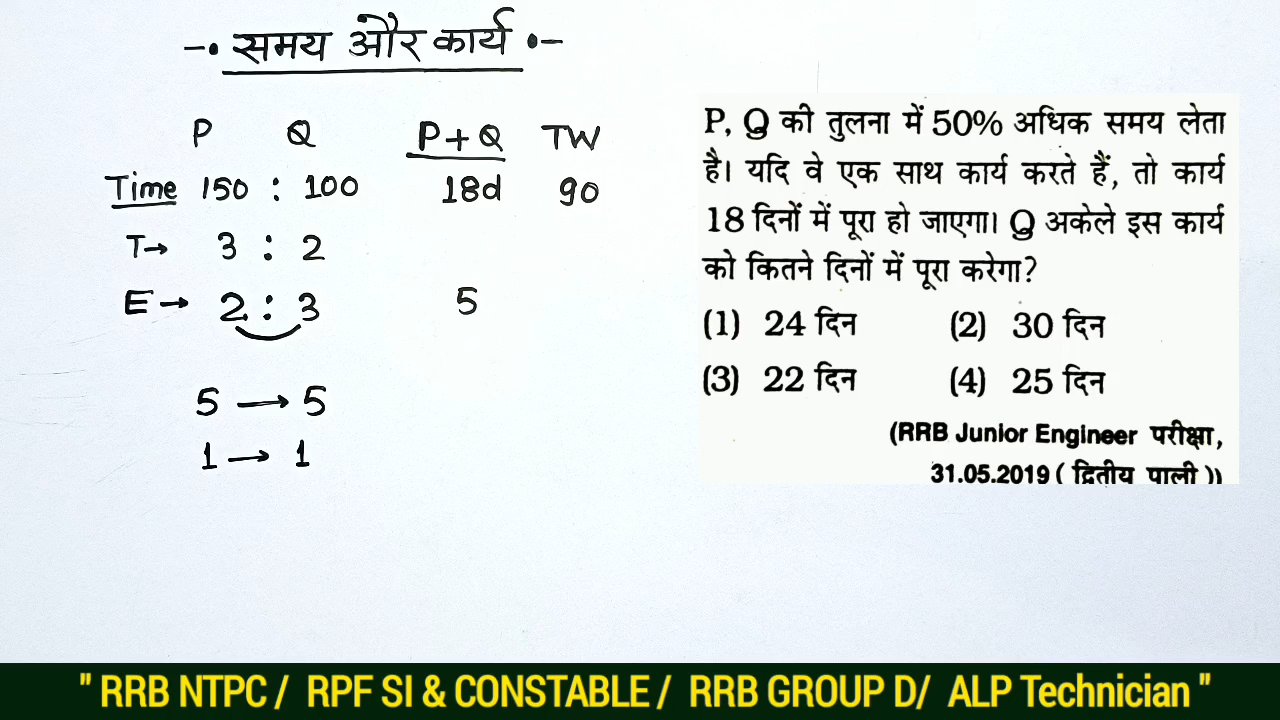 -• समय और कार्य •-
P Q P + Q TW
Time 150 : 100 18d 90
T→ 3 : 2
E → 2 : 3 5
5 → 5
1 → 1
P, Q की तुलना में 50% अधिक समय लेता
है। यदि वे एक साथ कार्य करते हैं, तो कार्य
18 दिनों में पूरा हो जाएगा। Q अकेले इस कार्य
को कितने दिनों में पूरा करेगा?
(1) 24 दिन (2) 30 दिन
(3) 22 दिन (4) 25 दिन
(RRB Junior Engineer परीक्षा,
31.05.2019 ( द्वितीय पाली ))
" RRB NTPC / RPF SI & CONSTABLE / RRB GROUP D/ ALP Technician "